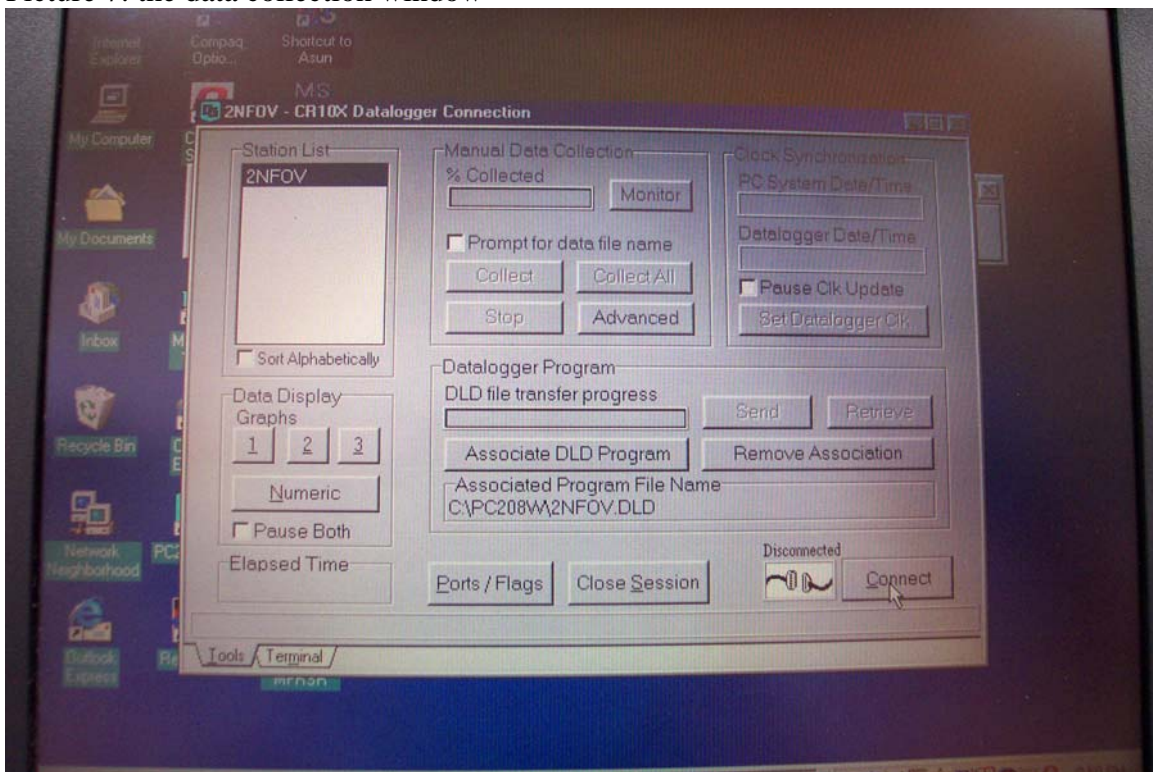 Picture 7: the data collection window
Internet
Explorer
Compaq
Optio...
Shortcut to
Asun
MS
My Computer
My Documents
Inbox
Recycle Bin
Network
Neighborhood
Outlook
Express
2NFOV - CR10X Datalogger Connection
Station List
2NFOV
Sort Alphabetically
Data Display
Graphs
1 2 3
Numeric
Pause Both
Elapsed Time
Manual Data Collection
% Collected
Monitor
Prompt for data file name
Collect Collect All
Stop Advanced
Clock Synchronization
PC System Date/Time
Datalogger Date/Time
Pause Clk Update
Set Datalogger Clk
Datalogger Program
DLD file transfer progress
Send Retrieve
Associate DLD Program Remove Association
Associated Program File Name
C:\PC208W\2NFOV.DLD
Disconnected
Ports / Flags Close Session Connect
Tools Terminal